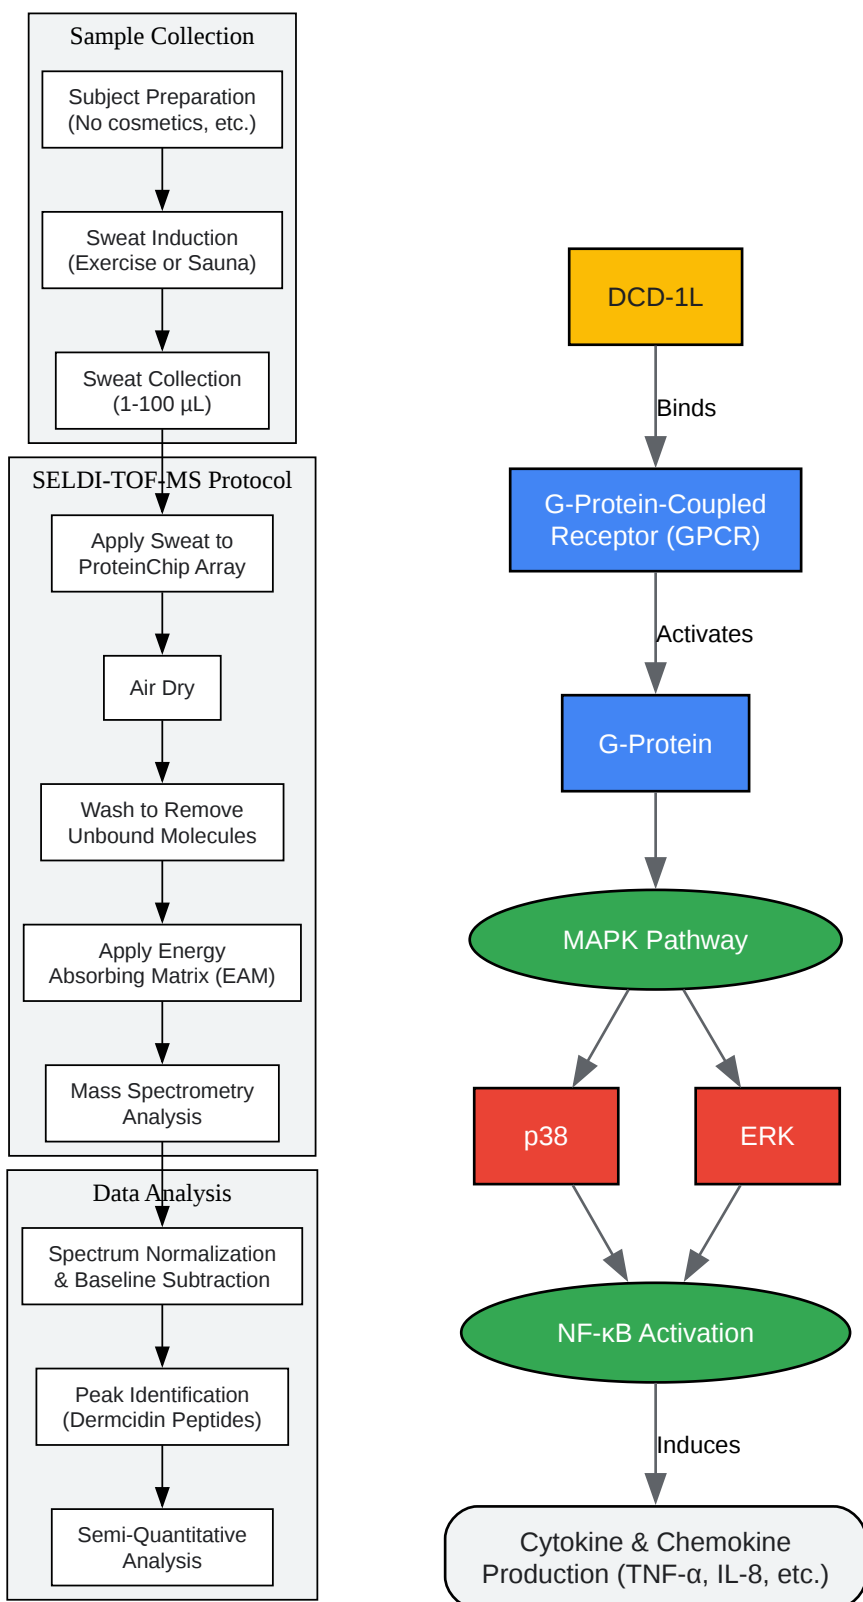 Sample Collection
Subject Preparation
(No cosmetics, etc.)
Sweat Induction
(Exercise or Sauna)
Sweat Collection
(1-100 µL)
SELDI-TOF-MS Protocol
Apply Sweat to
ProteinChip Array
Air Dry
Wash to Remove
Unbound Molecules
Apply Energy
Absorbing Matrix (EAM)
Mass Spectrometry
Analysis
Data Analysis
Spectrum Normalization
& Baseline Subtraction
Peak Identification
(Dermcidin Peptides)
Semi-Quantitative
Analysis
DCD-1L
Binds
G-Protein-Coupled
Receptor (GPCR)
Activates
G-Protein
MAPK Pathway
p38
ERK
NF-κB Activation
Induces
Cytokine & Chemokine
Production (TNF-α, IL-8, etc.)